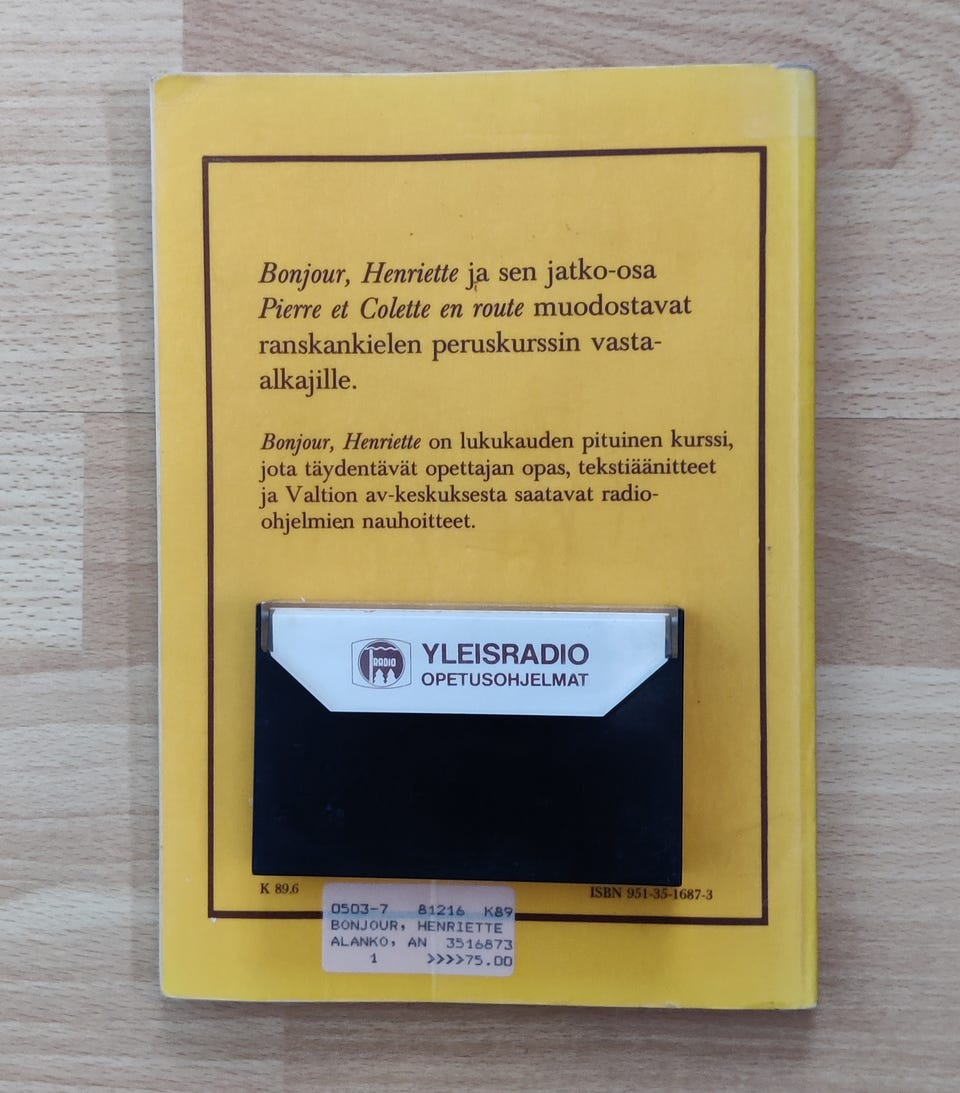 Bonjour, Henriette ja sen jatko-osa
Pierre et Colette en route muodostavat
ranskankielen peruskurssin vasta-
alkajille.
Bonjour, Henriette on lukukauden pituinen kurssi,
jota täydentävät opettajan opas, tekstiäänitteet
ja Valtion av-keskuksesta saatavat radio-
ohjelmien nauhoitteet.
RADIO
YLEISRADIO
OPETUSOHJELMAT
K 89.6
ISBN 951-35-1687-3
0503-7 81216 K89
BONJOUR, HENRIETTE
ALANKO, AN 3516873
1 >>>>75.00